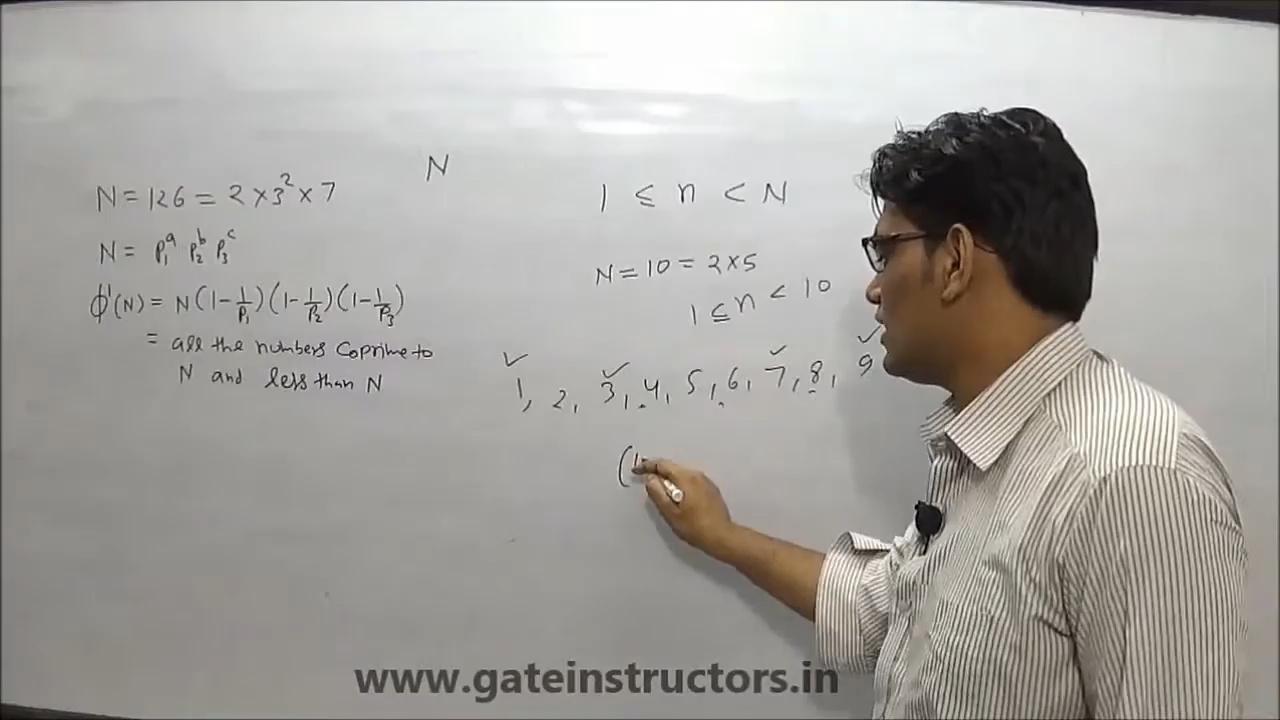 N = 126 = 2 × 3² × 7
N = p₁ᵃ p₂ᵇ p₃ᶜ
ϕ(N) = N(1 - 1/p₁)(1 - 1/p₂)(1 - 1/p₃)
= all the numbers Coprime to
N and less than N
N
1 ≤ n < N
N = 10 = 2 × 5
1 ≤ n < 10
1, 2, 3, 4, 5, 6, 7, 8, 9
(1
www.gateinstructors.in